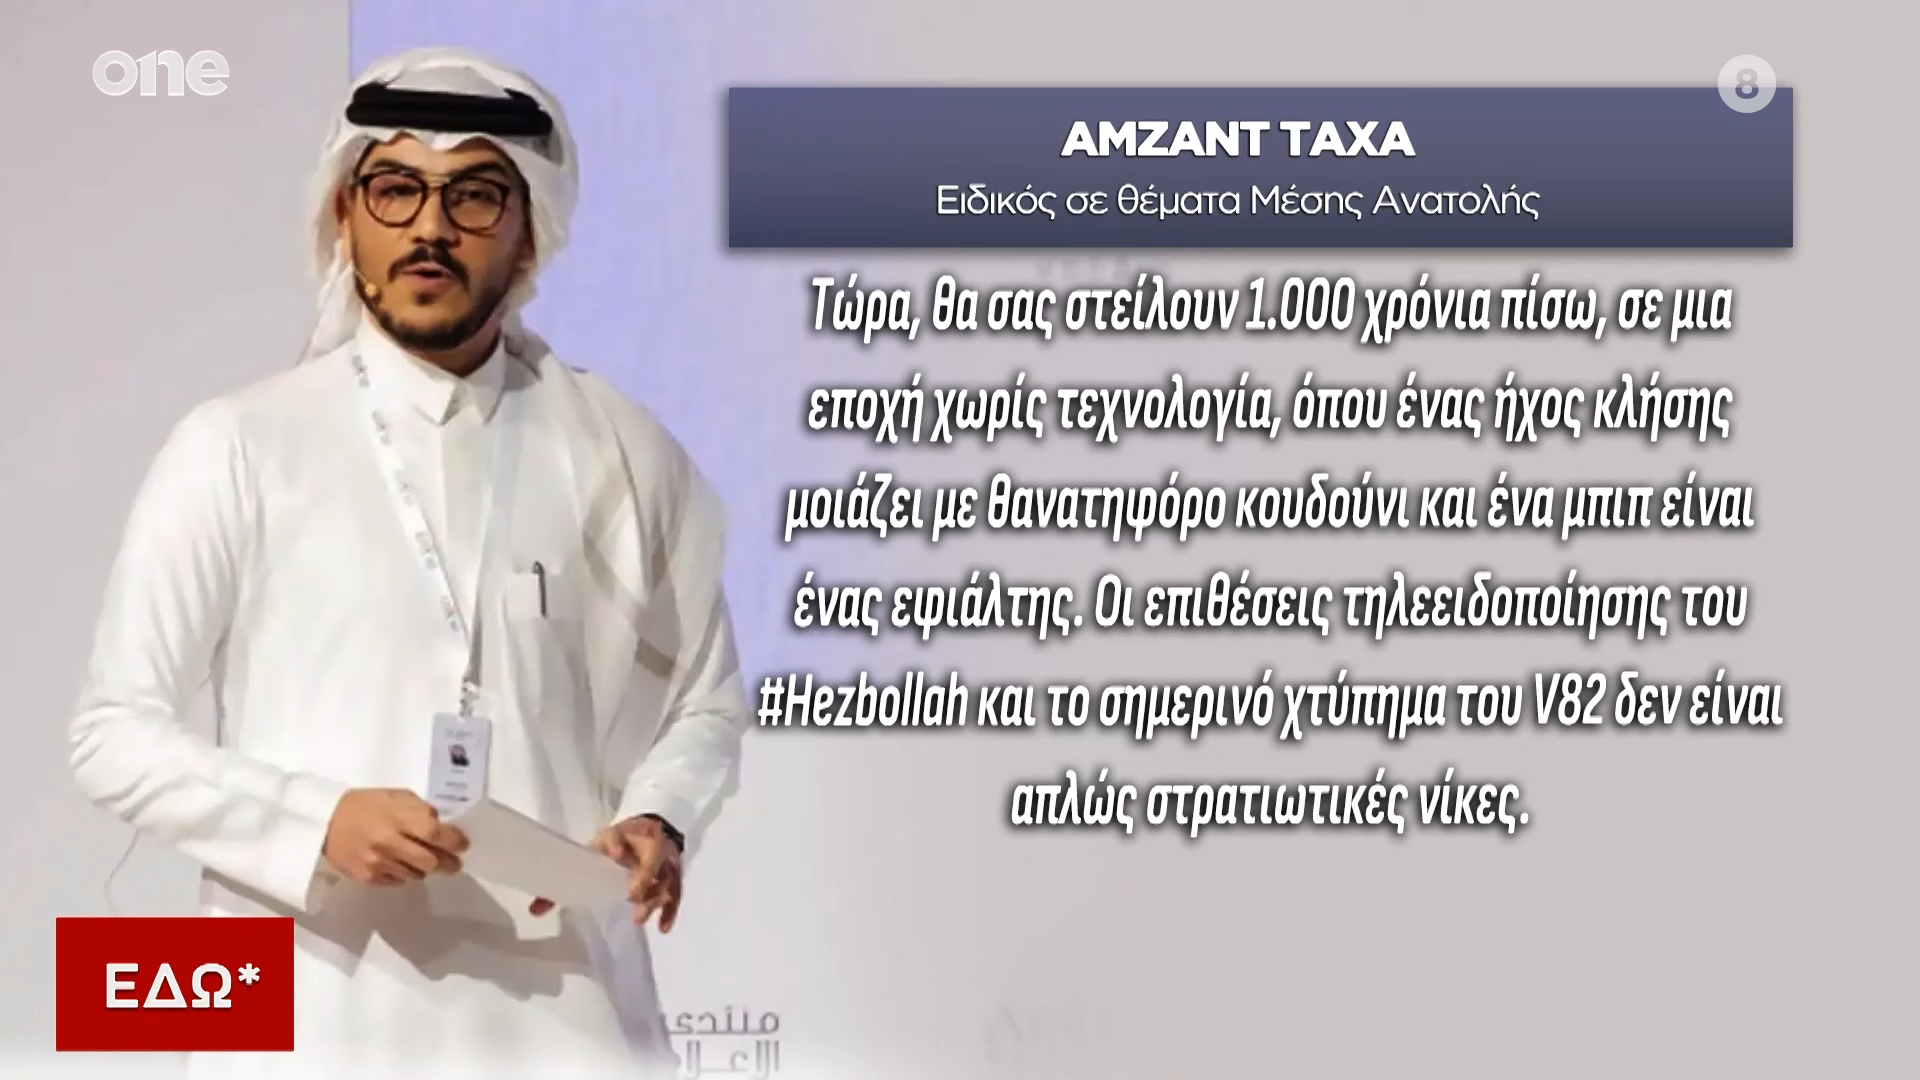 one
8
ΑΜΖΑΝΤ ΤΑΧΑ
Ειδικός σε θέματα Μέσης Ανατολής
Τώρα, θα σας στείλουν 1.000 χρόνια πίσω, σε μια
εποχή χωρίς τεχνολογία, όπου ένας ήχος κλήσης
μοιάζει με θανατηφόρο κουδούνι και ένα μπιπ είναι
ένας εφιάλτης. Οι επιθέσεις τηλεειδοποίησης του
#Hezbollah και το σημερινό χτύπημα του V82 δεν είναι
απλώς στρατιωτικές νίκες.
ΕΔΩ*
منتدى
الإعلام